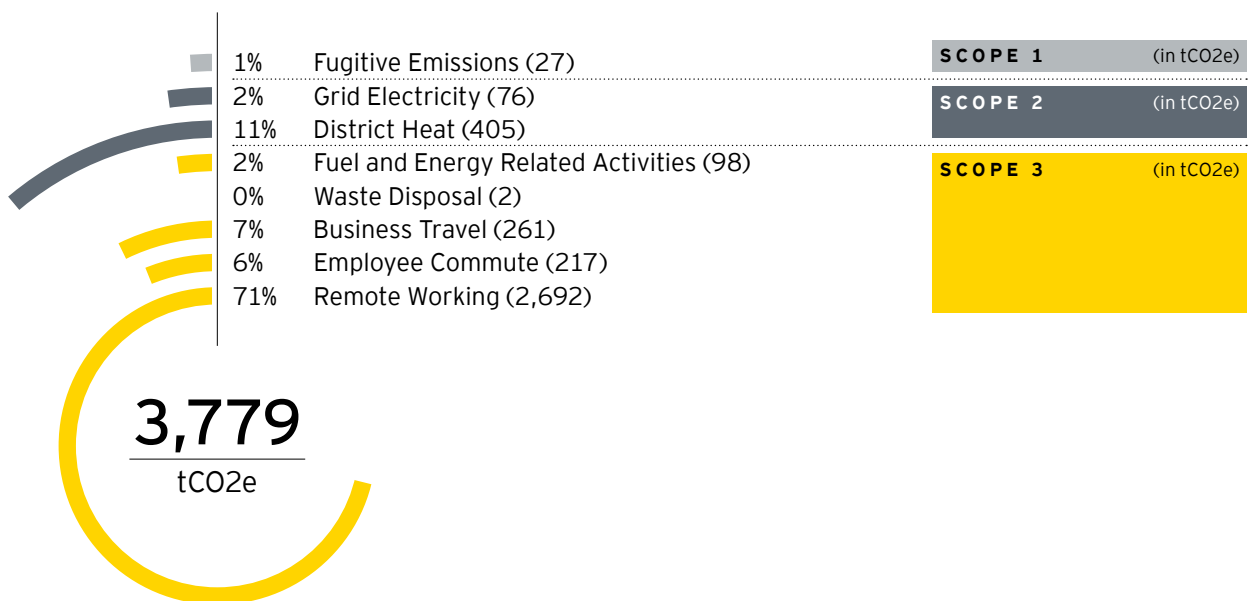 1% Fugitive Emissions (27)
2% Grid Electricity (76)
11% District Heat (405)
2% Fuel and Energy Related Activities (98)
0% Waste Disposal (2)
7% Business Travel (261)
6% Employee Commute (217)
71% Remote Working (2,692)
SCOPE 1 (in tCO2e)
SCOPE 2 (in tCO2e)
SCOPE 3 (in tCO2e)
3,779
tCO2e